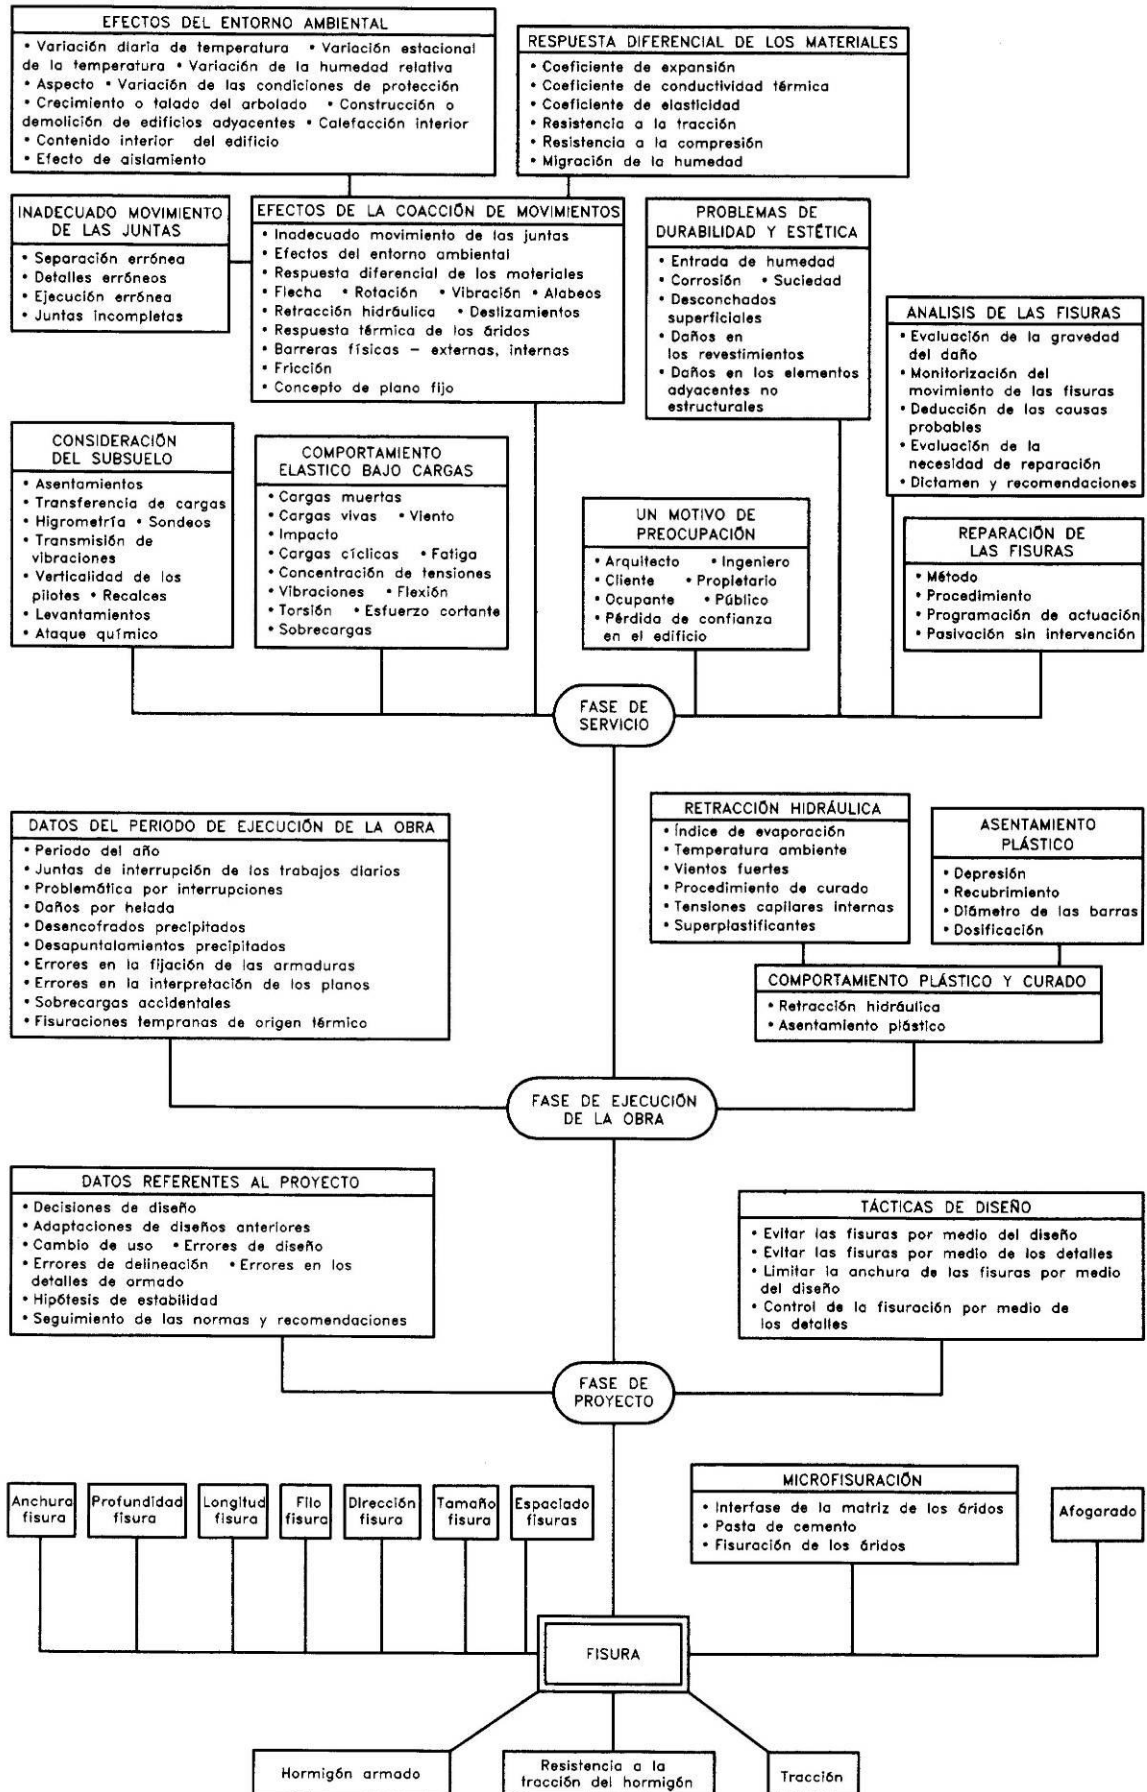 EFECTOS DEL ENTORNO AMBIENTAL
• Variación diaria de temperatura • Variación estacional
de la temperatura • Variación de la humedad relativa
• Aspecto • Variación de las condiciones de protección
• Crecimiento o talado del arbolado • Construcción o
demolición de edificios adyacentes • Calefacción interior
• Contenido interior del edificio
• Efecto de aislamiento
RESPUESTA DIFERENCIAL DE LOS MATERIALES
• Coeficiente de expansión
• Coeficiente de conductividad térmica
• Coeficiente de elasticidad
• Resistencia a la tracción
• Resistencia a la compresión
• Migración de la humedad
INADECUADO MOVIMIENTO
DE LAS JUNTAS
• Separación errónea
• Detalles erróneos
• Ejecución errónea
• Juntas incompletas
EFECTOS DE LA COACCIÓN DE MOVIMIENTOS
• Inadecuado movimiento de las juntas
• Efectos del entorno ambiental
• Respuesta diferencial de los materiales
• Flecha • Rotación • Vibración • Alabeos
• Retracción hidráulica • Deslizamientos
• Respuesta térmica de los áridos
• Barreras físicas – externas, internas
• Fricción
• Concepto de plano fijo
PROBLEMAS DE
DURABILIDAD Y ESTÉTICA
• Entrada de humedad
• Corrosión • Suciedad
• Desconchados
superficiales
• Daños en
los revestimientos
• Daños en los elementos
adyacentes no
estructurales
ANALISIS DE LAS FISURAS
• Evaluación de la gravedad
del daño
• Monitorización del
movimiento de las fisuras
• Deducción de las causas
probables
• Evaluación de la
necesidad de reparación
• Dictamen y recomendaciones
CONSIDERACIÓN
DEL SUBSUELO
• Asentamientos
• Transferencia de cargas
• Higrometría • Sondeos
• Transmisión de
vibraciones
• Verticalidad de los
pilotes • Recalces
• Levantamientos
• Ataque químico
COMPORTAMIENTO
ELASTICO BAJO CARGAS
• Cargas muertas
• Cargas vivas • Viento
• Impacto
• Cargas cíclicas • Fatiga
• Concentración de tensiones
• Vibraciones • Flexión
• Torsión • Esfuerzo cortante
• Sobrecargas
UN MOTIVO DE
PREOCUPACIÓN
• Arquitecto • Ingeniero
• Cliente • Propietario
• Ocupante • Público
• Pérdida de confianza
en el edificio
REPARACIÓN DE
LAS FISURAS
• Método
• Procedimiento
• Programación de actuación
• Pasivación sin intervención
FASE DE
SERVICIO
DATOS DEL PERIODO DE EJECUCIÓN DE LA OBRA
• Periodo del año
• Juntas de interrupción de los trabajos diarios
• Problemática por interrupciones
• Daños por helada
• Desencofrados precipitados
• Desapuntalamientos precipitados
• Errores en la fijación de las armaduras
• Errores en la interpretación de los planos
• Sobrecargas accidentales
• Fisuraciones tempranas de origen térmico
RETRACCIÓN HIDRÁULICA
• Índice de evaporación
• Temperatura ambiente
• Vientos fuertes
• Procedimiento de curado
• Tensiones capilares internas
• Superplastificantes
ASENTAMIENTO
PLÁSTICO
• Depresión
• Recubrimiento
• Diámetro de las barras
• Dosificación
COMPORTAMIENTO PLÁSTICO Y CURADO
• Retracción hidráulica
• Asentamiento plástico
FASE DE EJECUCIÓN
DE LA OBRA
DATOS REFERENTES AL PROYECTO
• Decisiones de diseño
• Adaptaciones de diseños anteriores
• Cambio de uso • Errores de diseño
• Errores de delineación • Errores en los
detalles de armado
• Hipótesis de estabilidad
• Seguimiento de las normas y recomendaciones
TÁCTICAS DE DISEÑO
• Evitar las fisuras por medio del diseño
• Evitar las fisuras por medio de los detalles
• Limitar la anchura de las fisuras por medio
del diseño
• Control de la fisuración por medio de
los detalles
FASE DE
PROYECTO
Anchura
fisura
Profundidad
fisura
Longitud
fisura
Filo
fisura
Dirección
fisura
Tamaño
fisura
Espaciado
fisuras
MICROFISURACIÓN
• Interfase de la matriz de los áridos
• Pasta de cemento
• Fisuración de los áridos
Afogarado
FISURA
Hormigón armado
Resistencia a la
tracción del hormigón
Tracción